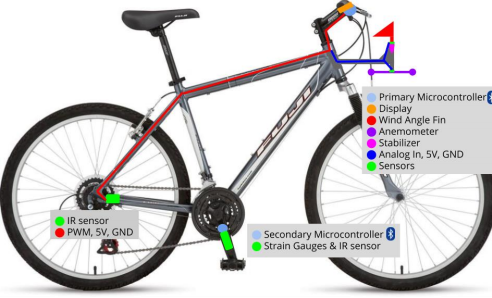 FUJI
Primary Microcontroller
Display
Wind Angle Fin
Anemometer
Stabilizer
Analog In, 5V, GND
Sensors
IR sensor
PWM, 5V, GND
Secondary Microcontroller
Strain Gauges & IR sensor